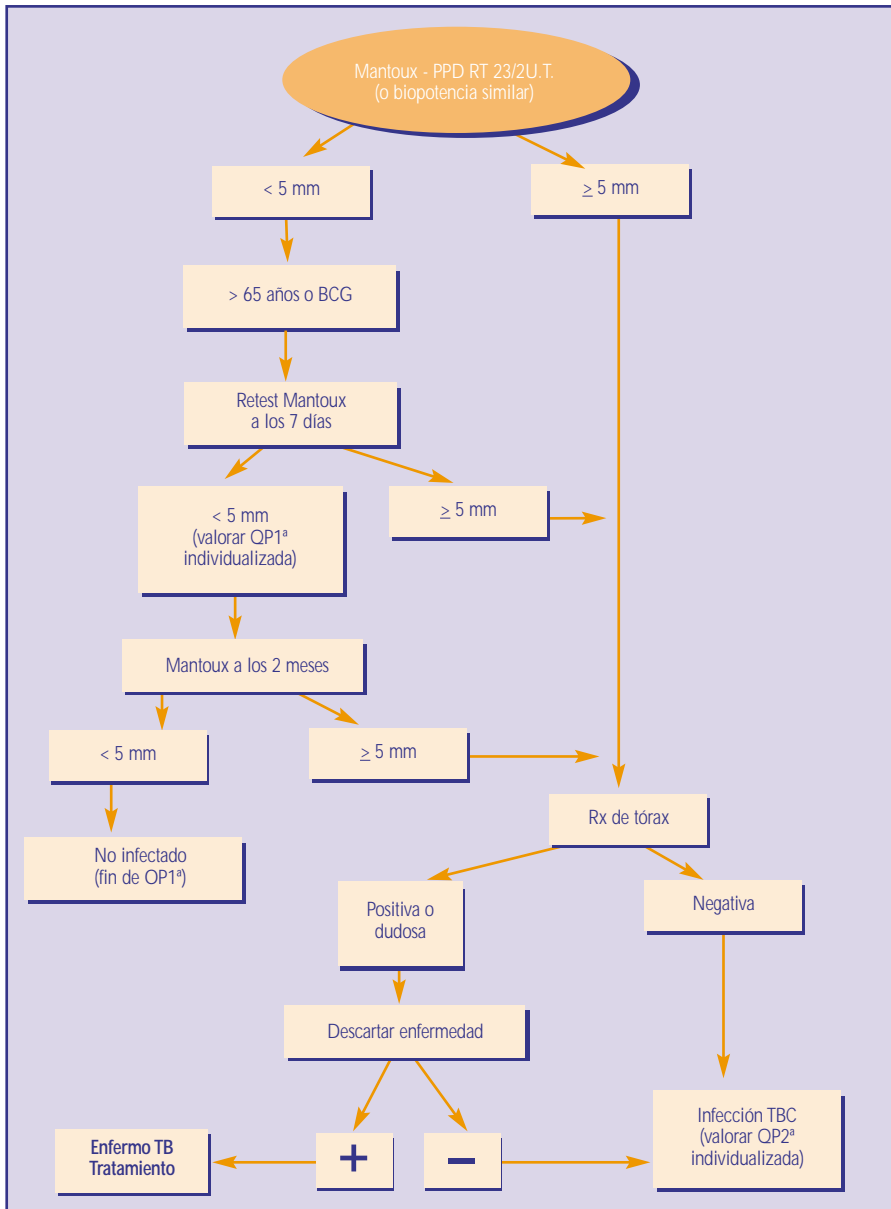 Mantoux - PPD RT 23/2U.T.
(o biopotencia similar)
< 5 mm
≥ 5 mm
> 65 años o BCG
Retest Mantoux
a los 7 días
< 5 mm
(valorar QP1ª
individualizada)
≥ 5 mm
Mantoux a los 2 meses
< 5 mm
≥ 5 mm
Rx de tórax
No infectado
(fin de OP1ª)
Positiva o
dudosa
Negativa
Descartar enfermedad
Infección TBC
(valorar QP2ª
individualizada)
Enfermo TB
Tratamiento
+
−